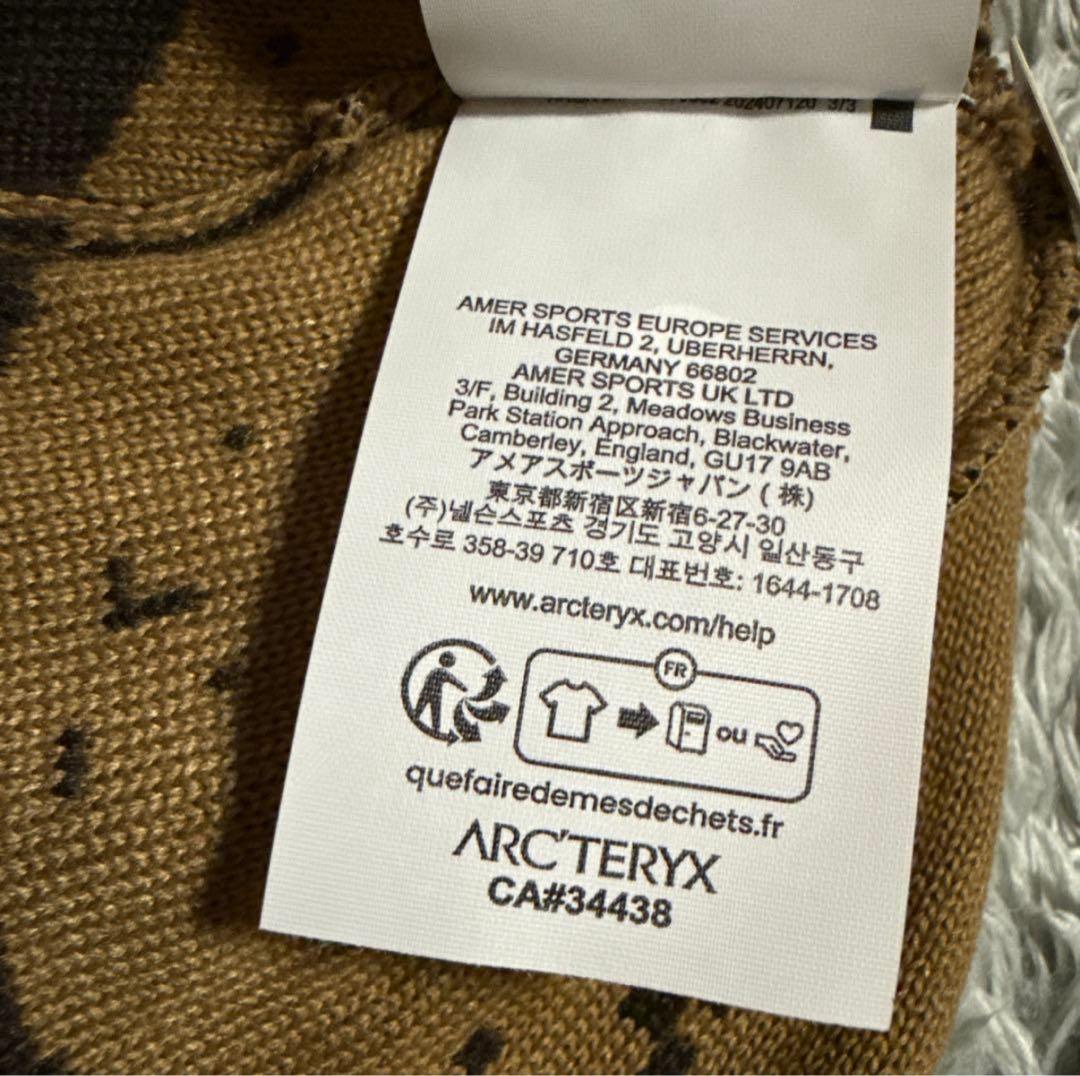 202407120 3/3
AMER SPORTS EUROPE SERVICES
IM HASFELD 2, UBERHERRN,
GERMANY 66802
AMER SPORTS UK LTD
3/F, Building 2, Meadows Business
Park Station Approach, Blackwater,
Camberley, England, GU17 9AB
アメアスポーツジャパン ( 株)
東京都新宿区新宿6-27-30
(주)넬슨스포츠 경기도 고양시 일산동구
호수로 358-39 710호 대표번호: 1644-1708
www.arcteryx.com/help
FR
ou
quefairedemesdechets.fr
ARC'TERYX
CA#34438